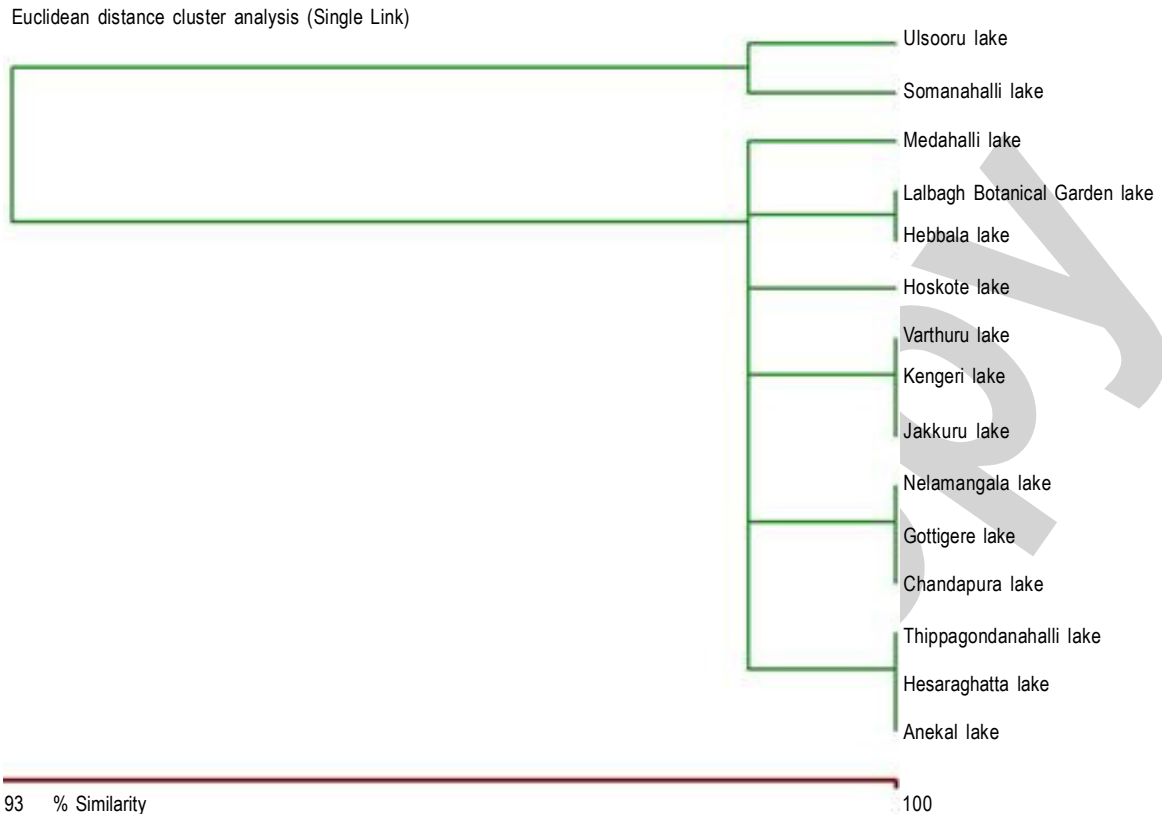 Euclidean distance cluster analysis (Single Link)
Ulsooru lake
Somanahalli lake
Medahalli lake
Lalbagh Botanical Garden lake
Hebbala lake
Hoskote lake
Varthuru lake
Kengeri lake
Jakkuru lake
Nelamangala lake
Gottigere lake
Chandapura lake
Thippagondanahalli lake
Hesaraghatta lake
Anekal lake
93 % Similarity 100